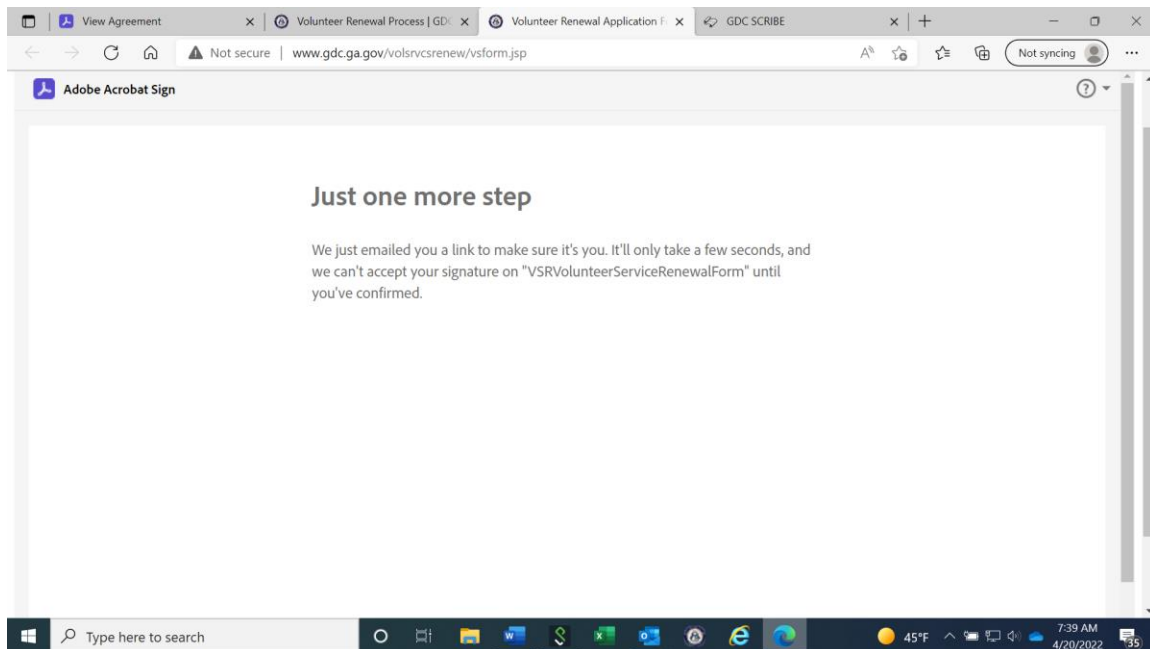 View Agreement
Volunteer Renewal Process | GDC
Volunteer Renewal Application F
GDC SCRIBE
Not secure | www.gdc.ga.gov/volsrvcsrenew/vsform.jsp
Not syncing
Adobe Acrobat Sign
Just one more step
We just emailed you a link to make sure it's you. It'll only take a few seconds, and
we can't accept your signature on "VSRVolunteerServiceRenewalForm" until
you've confirmed.
Type here to search
45°F
7:39 AM
4/20/2022
35